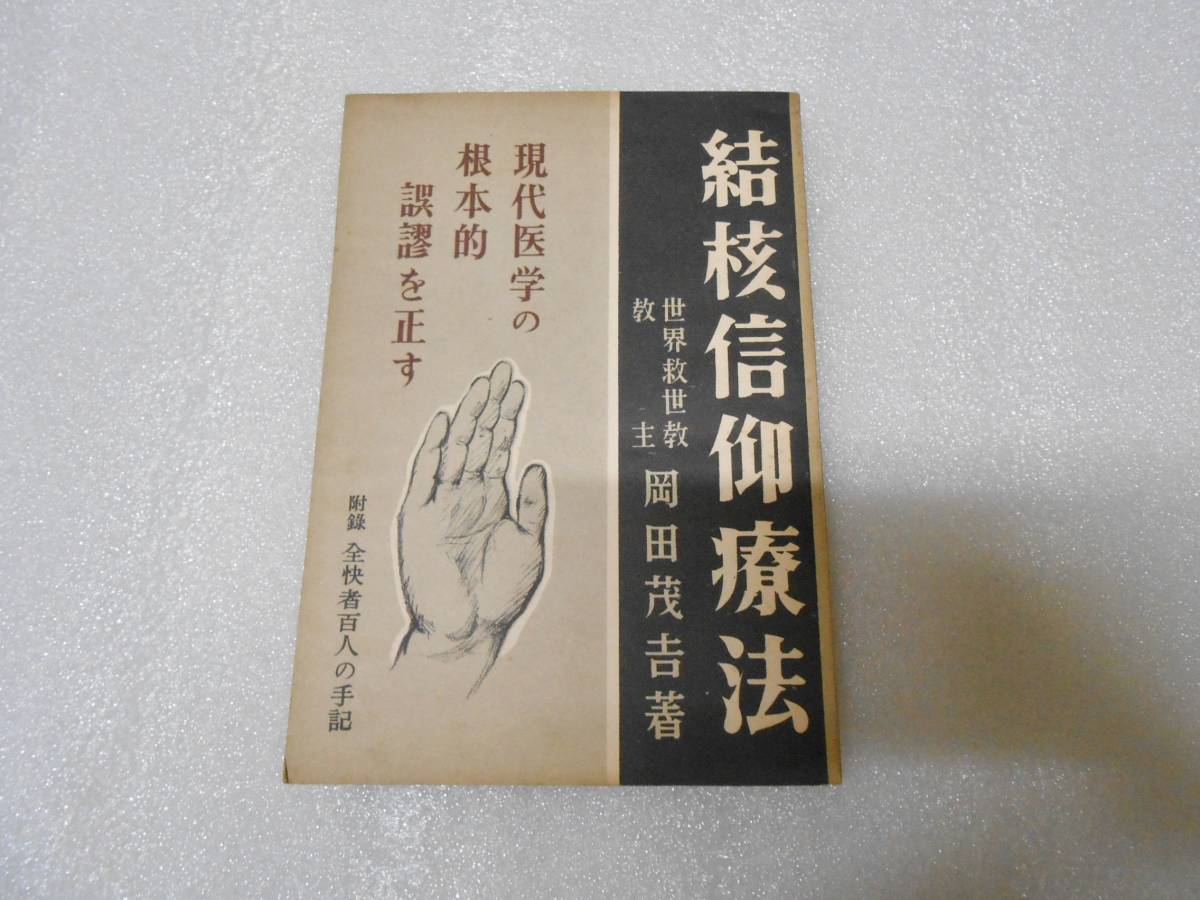 結核信仰療法
世界救世教
教主
岡田茂吉著
現代医学の
根本的
誤謬を正す
附錄 全快者百人の手記